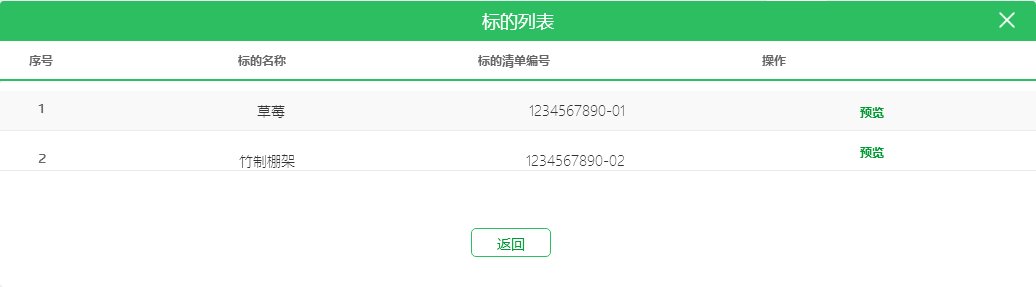 标的列表
序号 标的名称 标的清单编号 操作
1 草莓 1234567890-01 预览
2 竹制棚架 1234567890-02 预览
返回